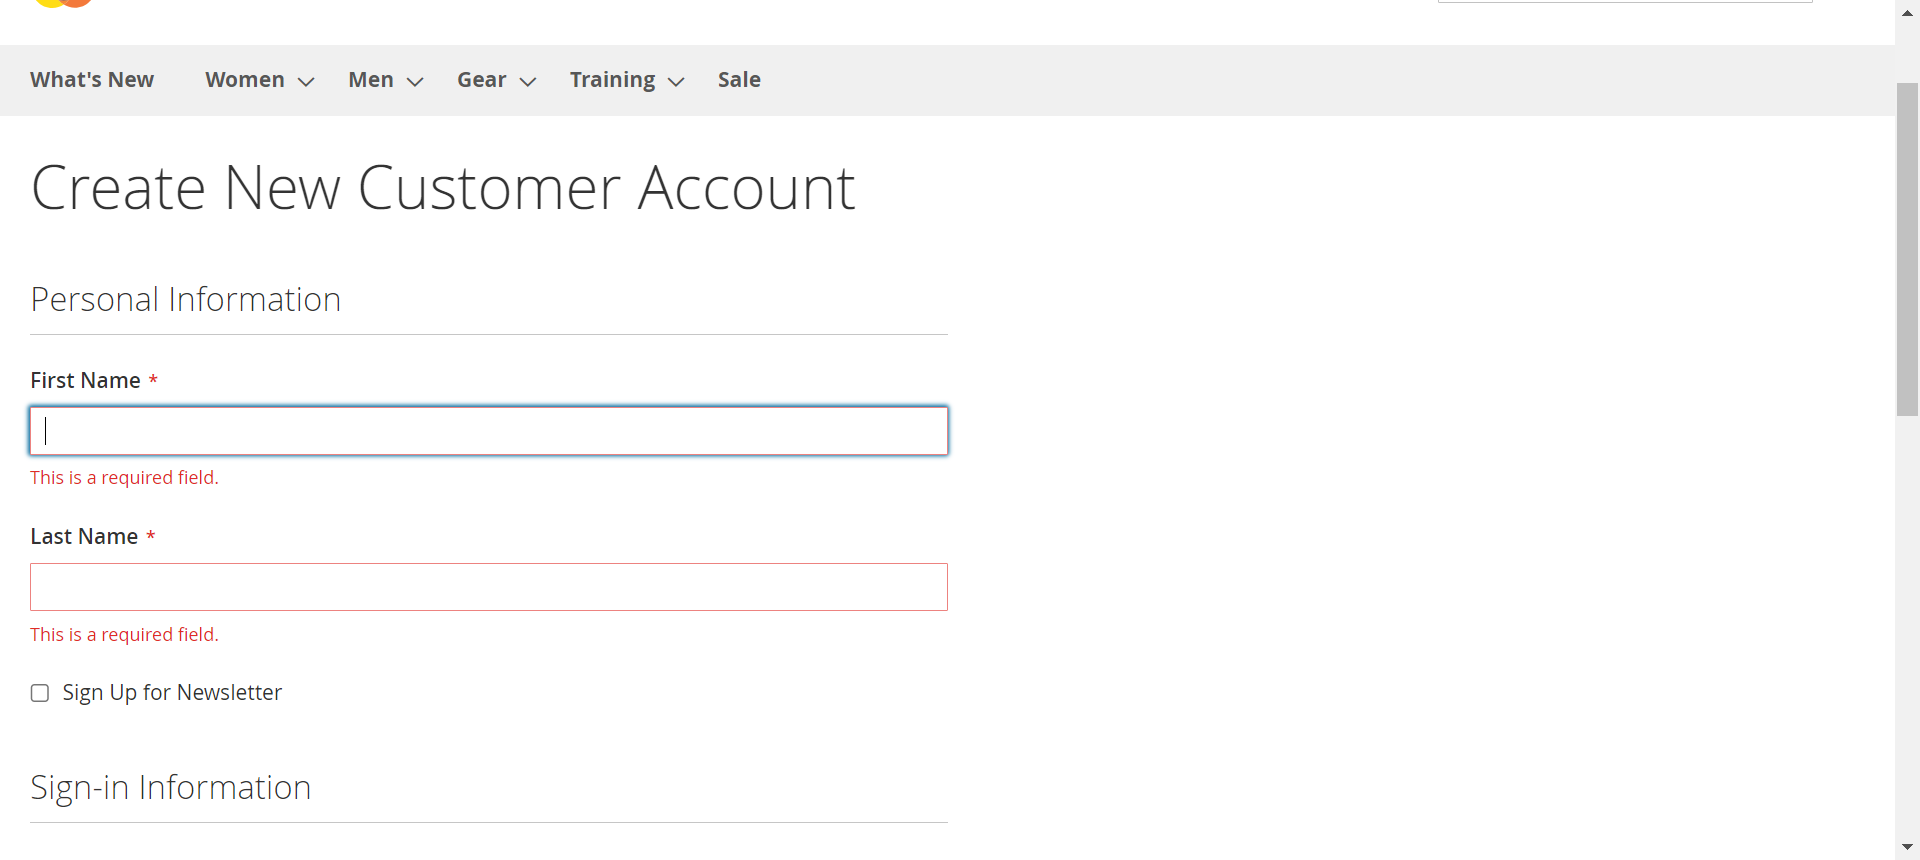 What's New Women Men Gear Training Sale
Create New Customer Account
Personal Information
First Name *
This is a required field.
Last Name *
This is a required field.
Sign Up for Newsletter
Sign-in Information